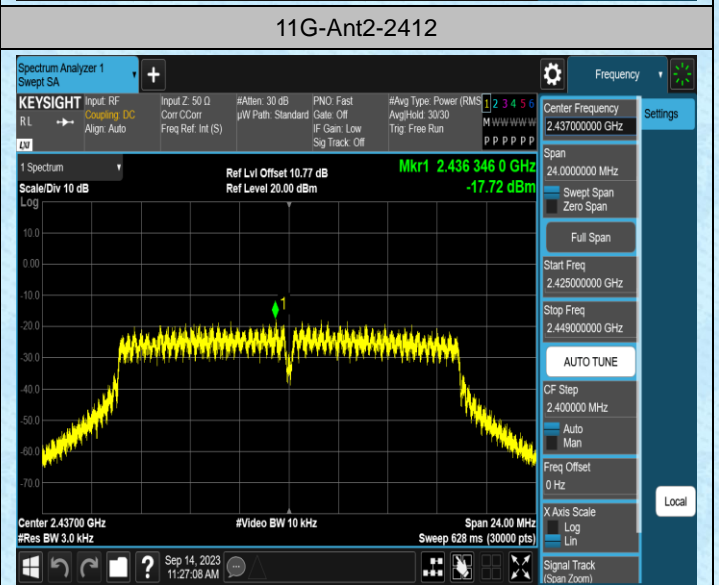 11G-Ant2-2412
Spectrum Analyzer 1
Swept SA
Frequency
KEYSIGHT
RL
LXI
Input: RF
Coupling: DC
Align: Auto
Input Z: 50 Ω
Corr CCorr
Freq Ref: Int (S)
#Atten: 30 dB
µW Path: Standard
PNO: Fast
Gate: Off
IF Gain: Low
Sig Track: Off
#Avg Type: Power (RMS
Avg|Hold: 30/30
Trig: Free Run
1 2 3 4 5 6
M W W W W W
P P P P P P
Center Frequency
2.437000000 GHz
Settings
1 Spectrum
Scale/Div 10 dB
Log
Ref Lvl Offset 10.77 dB
Ref Level 20.00 dBm
Mkr1 2.436 346 0 GHz
-17.72 dBm
Span
24.0000000 MHz
Swept Span
Zero Span
Full Span
Start Freq
2.425000000 GHz
Stop Freq
2.449000000 GHz
AUTO TUNE
CF Step
2.400000 MHz
Auto
Man
Freq Offset
0 Hz
X Axis Scale
Log
Lin
Signal Track
(Span Zoom)
Local
10.0
0.00
-10.0
-20.0
-30.0
-40.0
-50.0
-60.0
-70.0
1
Center 2.43700 GHz
#Res BW 3.0 kHz
#Video BW 10 kHz
Span 24.00 MHz
Sweep 628 ms (30000 pts)
?
Sep 14, 2023
11:27:08 AM